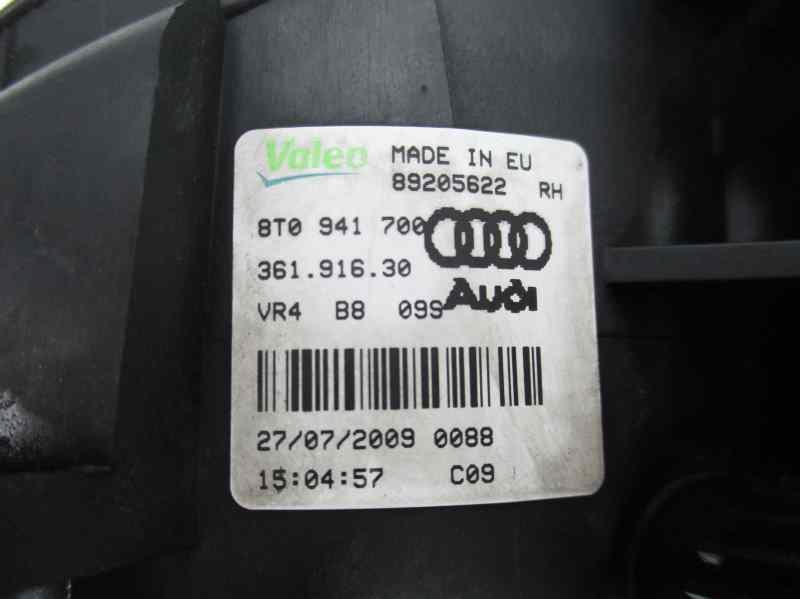 Valeo MADE IN EU
89205622 RH
8T0 941 700
361.916.30
Audi
VR4 B8 09S
27/07/2009 0088
15:04:57 C09